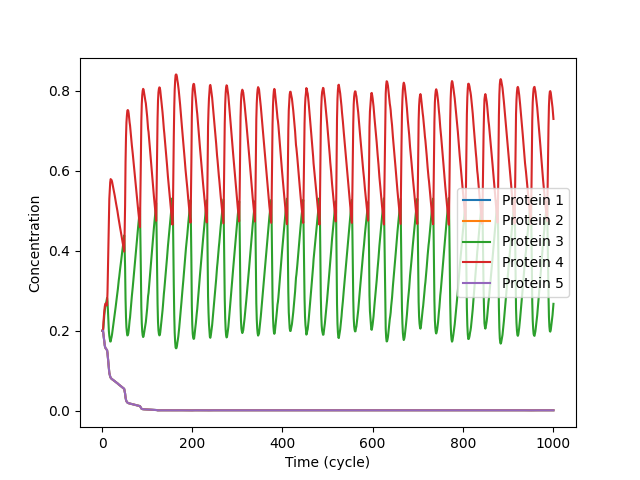 0.8
0.6
0.4
0.2
0.0
Concentration
0
200
400
600
800
1000
Time (cycle)
Protein 1
Protein 2
Protein 3
Protein 4
Protein 5